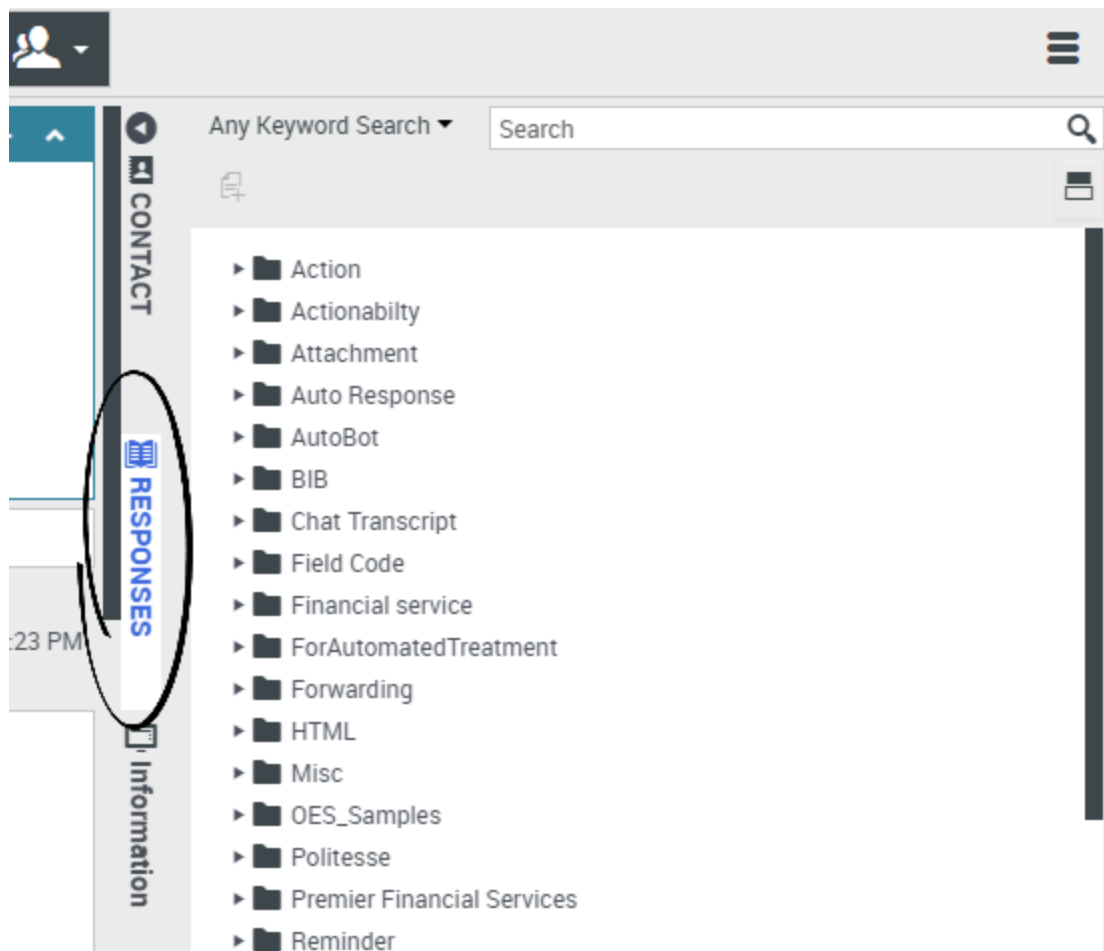 Any Keyword Search
Search
CONTACT
RESPONSES
Information
:23 PM
Action
Actionabilty
Attachment
Auto Response
AutoBot
BIB
Chat Transcript
Field Code
Financial service
ForAutomatedTreatment
Forwarding
HTML
Misc
OES_Samples
Politesse
Premier Financial Services
Reminder